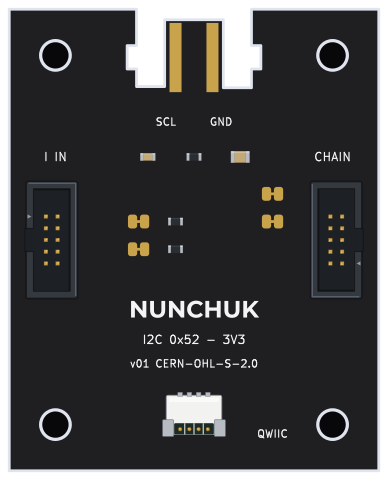 SCL GND
I IN CHAIN
NUNCHUK
I2C 0x52 – 3V3
v01 CERN-OHL-S-2.0
QWIIC